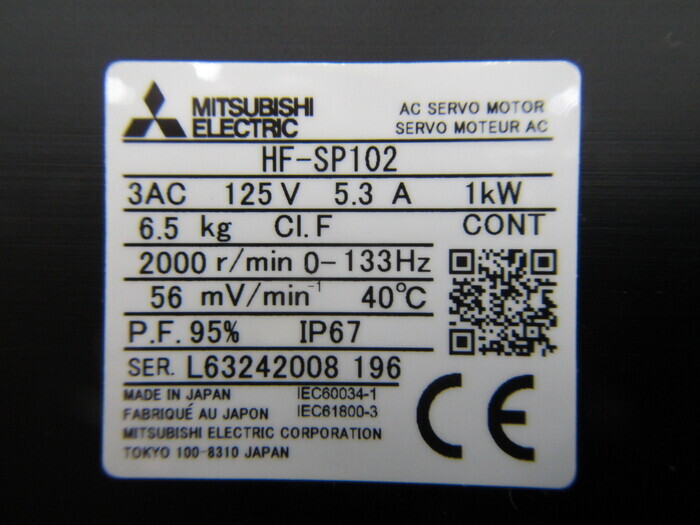 MITSUBISHI
ELECTRIC
AC SERVO MOTOR
SERVO MOTEUR AC
HF-SP102
3AC 125 V 5.3 A 1kW
6.5 kg CI.F CONT
2000 r/min 0-133Hz
56 mV/min⁻¹ 40℃
P.F. 95% IP67
SER. L63242008 196
MADE IN JAPAN IEC60034-1
FABRIQUÉ AU JAPON IEC61800-3
MITSUBISHI ELECTRIC CORPORATION
TOKYO 100-8310 JAPAN
CE